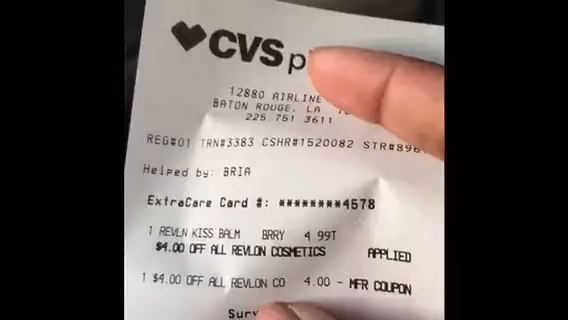 CVS
12880 AIRLINE
BATON ROUGE, LA
225.751.3611
REG#01 TRN#3383 CSHR#1520082 STR#896
Helped by: BRIA
ExtraCare Card #: ********4578
1 REVLN KISS BALM BRRY 4.99T
$4.00 OFF ALL REVLON COSMETICS APPLIED
1 $4.00 OFF ALL REVLON CO 4.00 - MFR COUPON